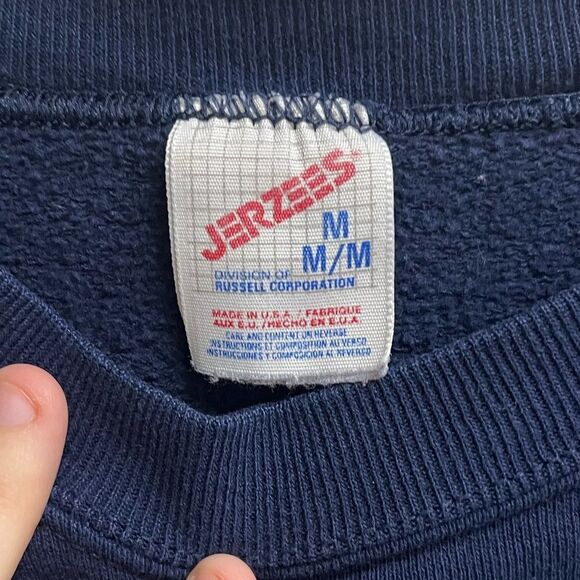 JERZEES
M
M/M
DIVISION OF
RUSSELL CORPORATION
MADE IN U.S.A. / FABRIQUE
AUX E.U. / HECHO EN E.U.A.
CARE AND CONTENT ON REVERSE
INSTRUCTIONS ET COMPOSITION AU VERSO
INSTRUCCIONES Y COMPOSICION AL REVERSO